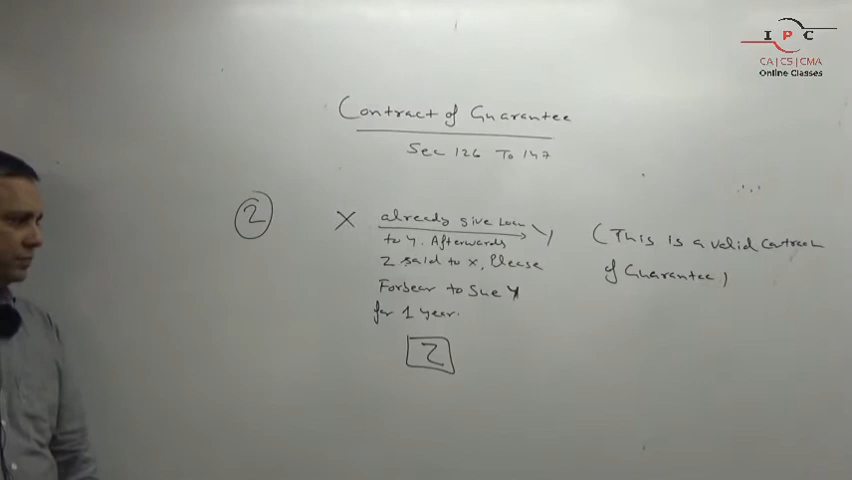 I P C
CA|CS|CMA
Online Classes
Contract of Guarantee
Sec 126 To 147
2
X already give Loan Y
to Y. Afterwards
Z said to X, Please
Forbear to Sue Y
for 1 year.
Z
(This is a valid Contract
of Guarantee)